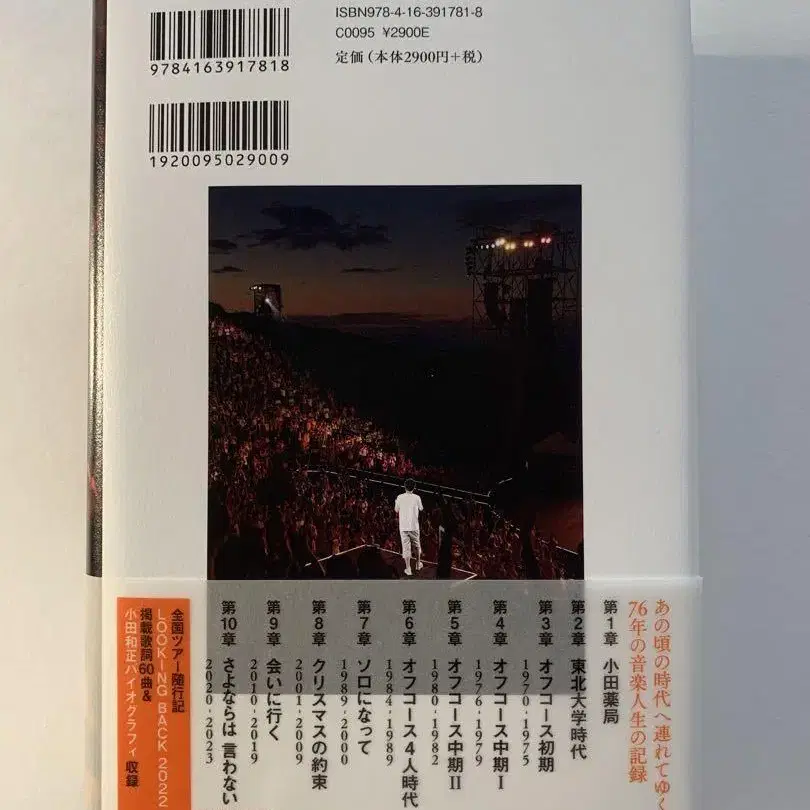 ISBN978-4-16-391781-8
C0095 ¥2900E
定価(本体2900円+税)
9784163917818
1920095029009
あの頃の時代へ連れてゆく
76年の音楽人生の記録
第1章 小田薬局
第2章 東北大学時代
第3章 オフコース初期
1970-1975
第4章 オフコース中期Ⅰ
1976-1979
第5章 オフコース中期Ⅱ
1980-1982
第6章 オフコース4人時代
1984-1989
第7章 ソロになって
1989-2000
第8章 クリスマスの約束
2001-2009
第9章 会いに行く
2010-2019
第10章 さよならは 言わない
2020-2023
全国ツアー随行記
LOOKING BACK 2022
掲載歌詞60曲&
小田和正バイオグラフィ収録